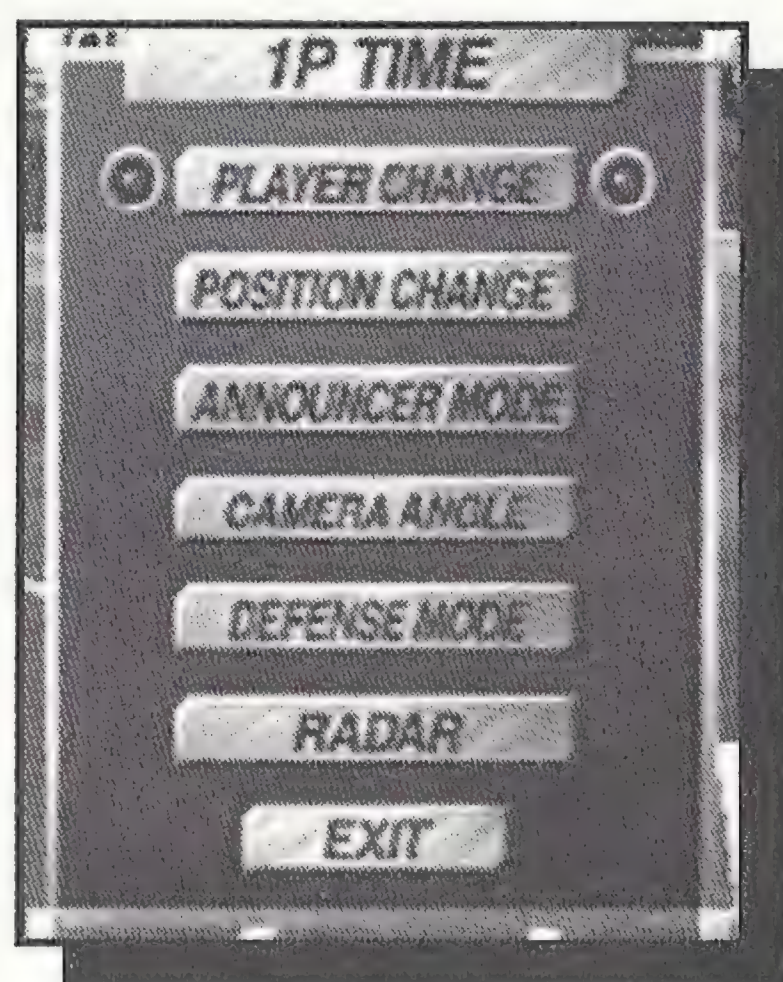 1P TIME
PLAYER CHANGE
POSITION CHANGE
ANNOUNCER MODE
CAMERA ANGLE
DEFENSE MODE
RADAR
EXIT